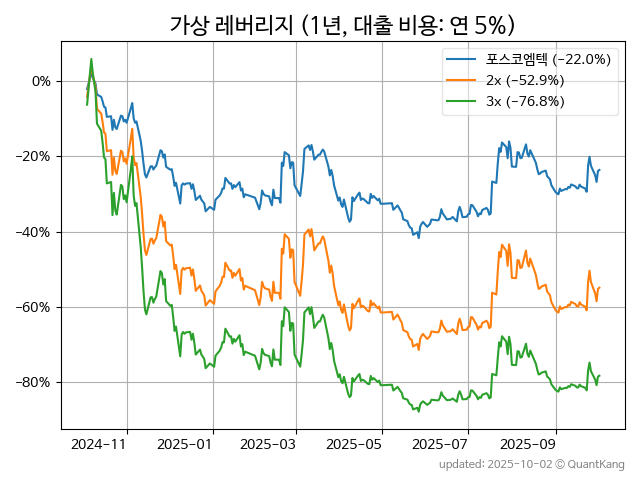 가상 레버리지 (1년, 대출 비용: 연 5%)
포스코엠텍 (−22.0%)
2x (−52.9%)
3x (−76.8%)
0%
−20%
−40%
−60%
−80%
2024-11
2025-01
2025-03
2025-05
2025-07
2025-09
updated: 2025-10-02 © QuantKang